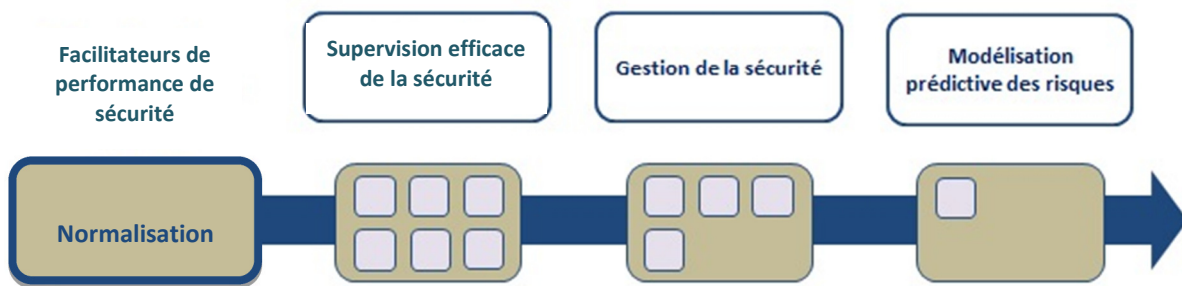 Facilitateurs de
performance de
sécurité
Supervision efficace
de la sécurité
Gestion de la sécurité
Modélisation
prédictive des risques
Normalisation